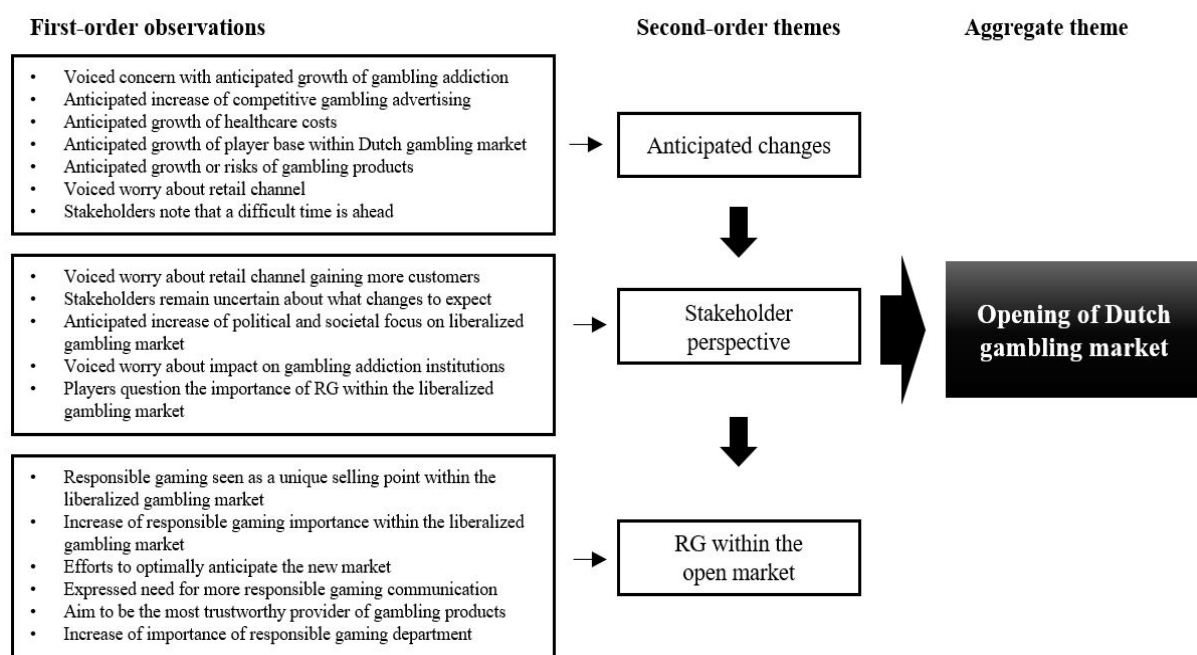 First-order observations
Second-order themes
Aggregate theme
• Voiced concern with anticipated growth of gambling addiction
• Anticipated increase of competitive gambling advertising
• Anticipated growth of healthcare costs
• Anticipated growth of player base within Dutch gambling market
• Anticipated growth or risks of gambling products
• Voiced worry about retail channel
• Stakeholders note that a difficult time is ahead
Anticipated changes
• Voiced worry about retail channel gaining more customers
• Stakeholders remain uncertain about what changes to expect
• Anticipated increase of political and societal focus on liberalized
gambling market
• Voiced worry about impact on gambling addiction institutions
• Players question the importance of RG within the liberalized
gambling market
Stakeholder
perspective
Opening of Dutch
gambling market
• Responsible gaming seen as a unique selling point within the
liberalized gambling market
• Increase of responsible gaming importance within the liberalized
gambling market
• Efforts to optimally anticipate the new market
• Expressed need for more responsible gaming communication
• Aim to be the most trustworthy provider of gambling products
• Increase of importance of responsible gaming department
RG within the
open market